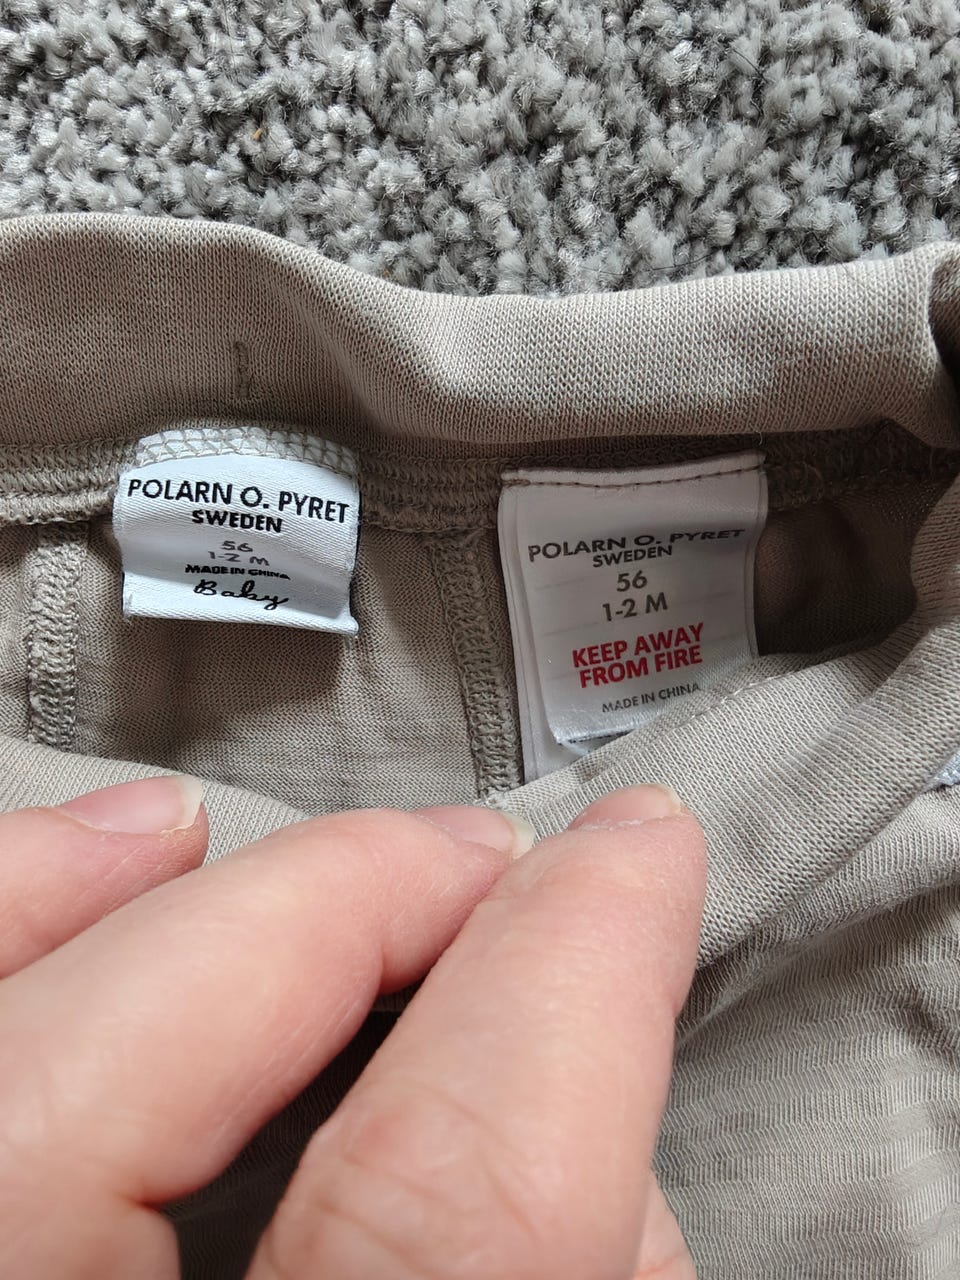 POLARN O. PYRET
SWEDEN
56
1-2 M
MADE IN CHINA
Baby
POLARN O. PYRET
SWEDEN
56
1-2 M
KEEP AWAY
FROM FIRE
MADE IN CHINA